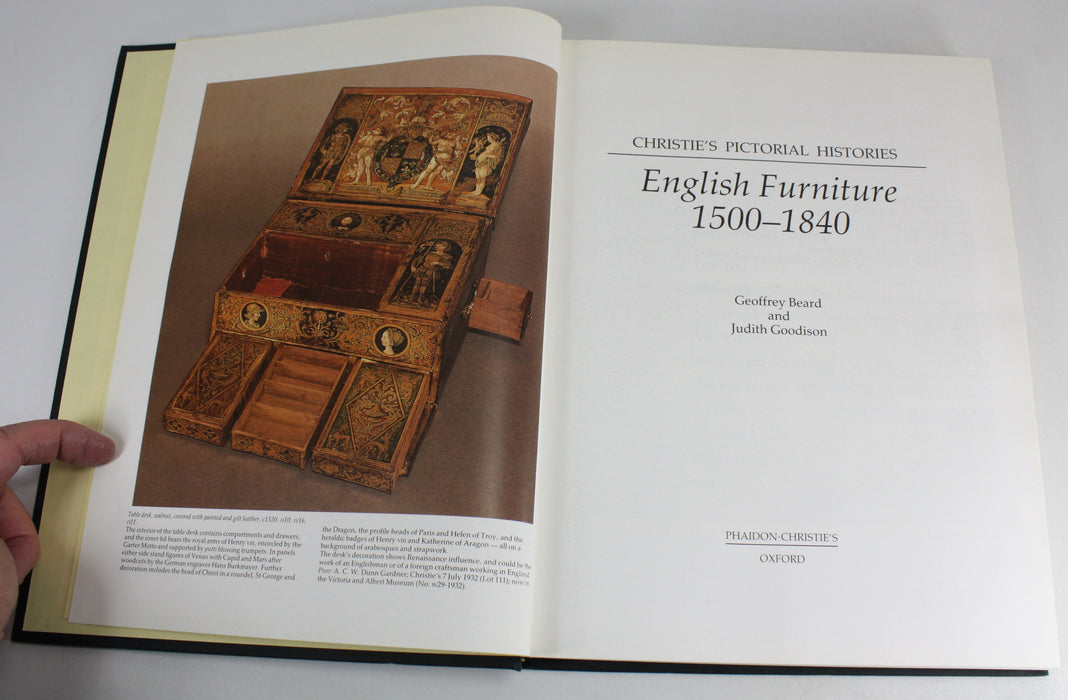 Table desk, walnut, covered with painted and gilt leather, c1520: H10, W16,
D11.
The interior of the table desk contains compartments and drawers,
and the inner lid bears the royal arms of Henry VIII, encircled by the
Garter Motto and supported by putti blowing trumpets. In panels
either side stand figures of Venus with Cupid and Mars after
woodcuts by the German engraver Hans Burkmayer. Further
decoration includes the head of Christ in a roundel, St George and
the Dragon, the profile heads of Paris and Helen of Troy, and the
heraldic badges of Henry VIII and Katherine of Aragon — all on a
background of arabesques and strapwork.
The desk's decoration shows Renaissance influence, and could be the
work of an Englishman or of a foreign craftsman working in England.
Prov: A. C. W. Dunn Gardner; Christie's 7 July 1932 (Lot 111); now in
the Victoria and Albert Museum (No: W29-1932).
CHRISTIE'S PICTORIAL HISTORIES
English Furniture
1500–1840
Geoffrey Beard
and
Judith Goodison
PHAIDON–CHRISTIE'S
OXFORD